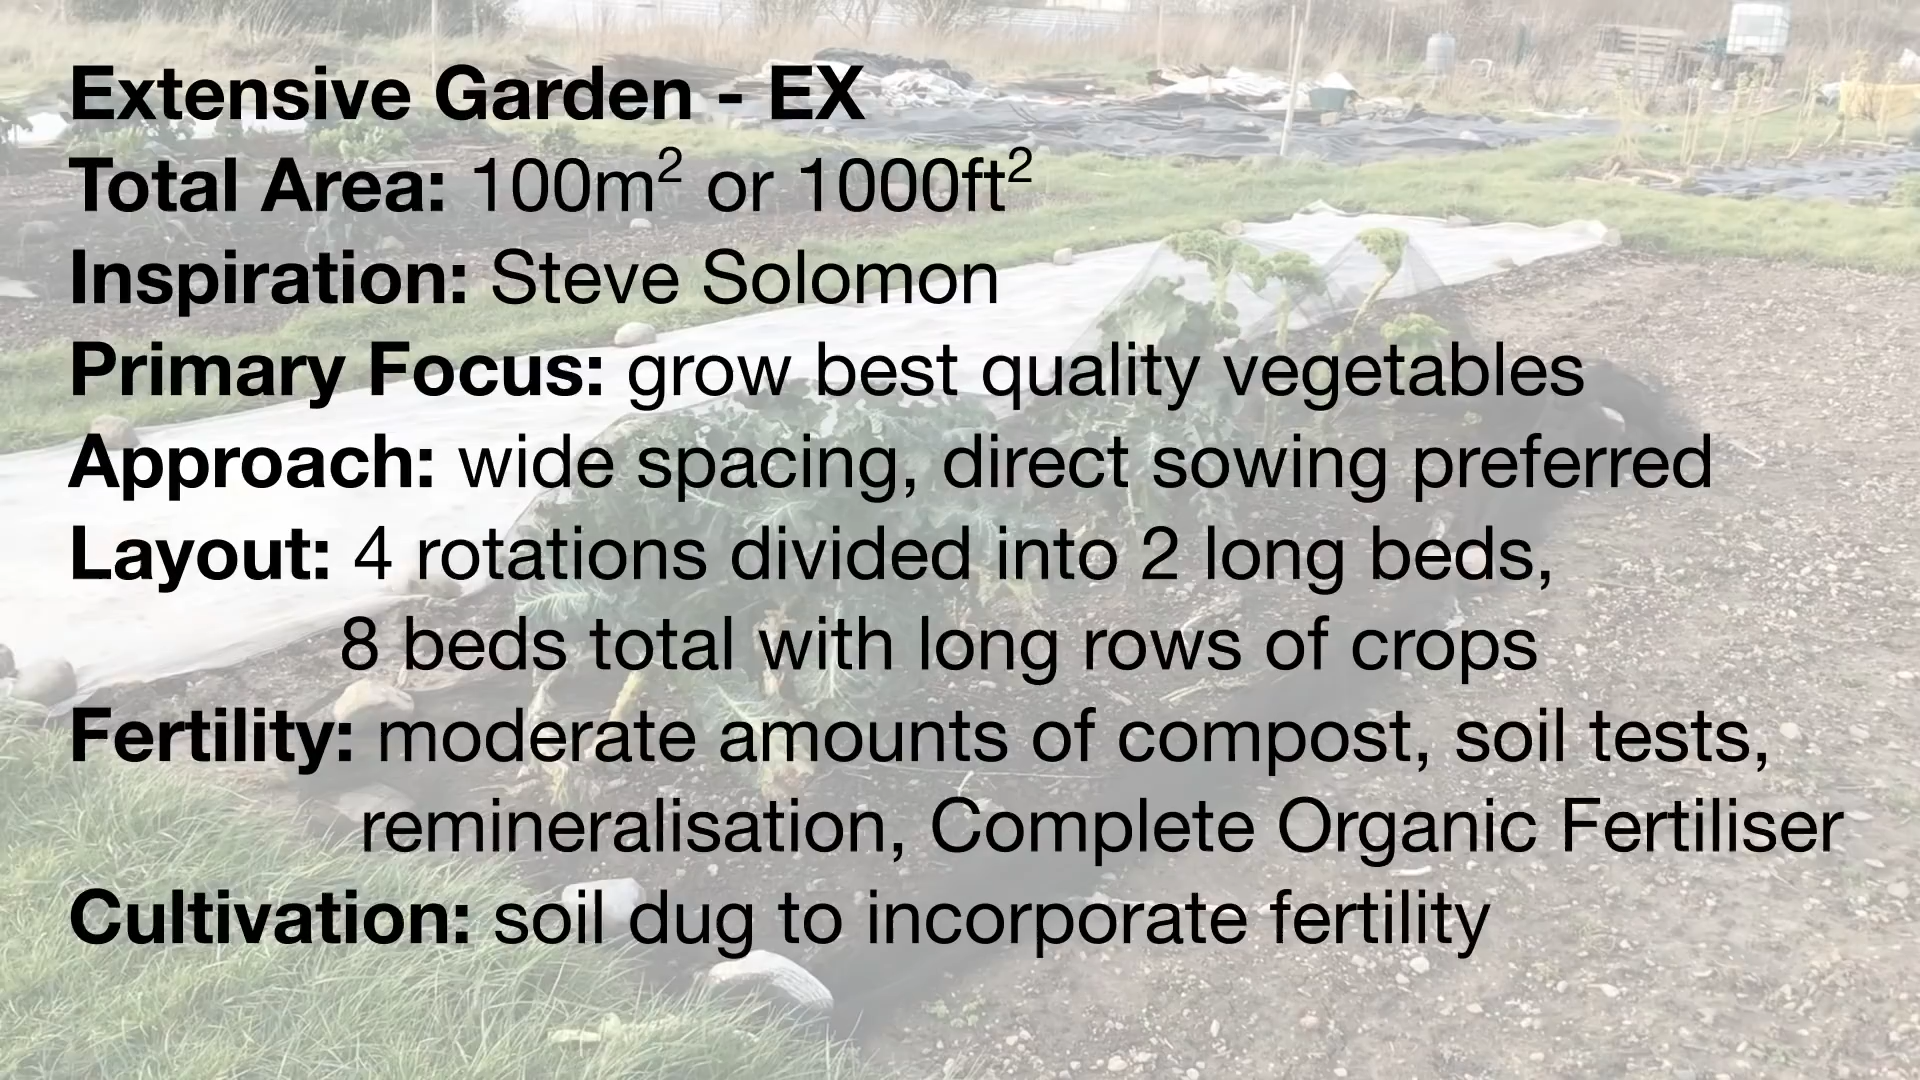 Extensive Garden - EX
Total Area: 100m² or 1000ft²
Inspiration: Steve Solomon
Primary Focus: grow best quality vegetables
Approach: wide spacing, direct sowing preferred
Layout: 4 rotations divided into 2 long beds,
8 beds total with long rows of crops
Fertility: moderate amounts of compost, soil tests,
remineralisation, Complete Organic Fertiliser
Cultivation: soil dug to incorporate fertility